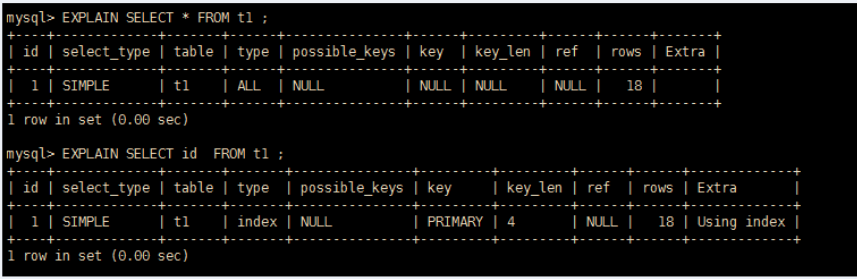 mysql> EXPLAIN SELECT * FROM t1 ;
+----+-------------+-------+------+---------------+------+---------+------+------+-------+
| id | select_type | table | type | possible_keys | key | key_len | ref | rows | Extra |
+----+-------------+-------+------+---------------+------+---------+------+------+-------+
| 1 | SIMPLE | t1 | ALL | NULL | NULL | NULL | NULL | 18 | |
+----+-------------+-------+------+---------------+------+---------+------+------+-------+
1 row in set (0.00 sec)
mysql> EXPLAIN SELECT id  FROM t1 ;
+----+-------------+-------+-------+---------------+---------+---------+------+------+-------------+
| id | select_type | table | type | possible_keys | key | key_len | ref | rows | Extra |
+----+-------------+-------+-------+---------------+---------+---------+------+------+-------------+
| 1 | SIMPLE | t1 | index | NULL | PRIMARY | 4 | NULL | 18 | Using index |
+----+-------------+-------+-------+---------------+---------+---------+------+------+-------------+
1 row in set (0.00 sec)